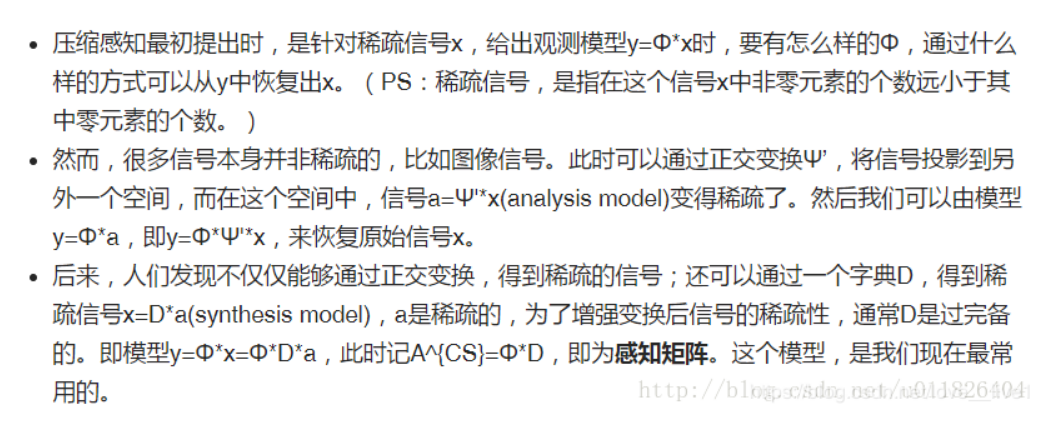 • 压缩感知最初提出时，是针对稀疏信号x，给出观测模型y=Φ*x时，要有怎么样的Φ，通过什么
样的方式可以从y中恢复出x。（PS：稀疏信号，是指在这个信号x中非零元素的个数远小于其
中零元素的个数。）
• 然而，很多信号本身并非稀疏的，比如图像信号。此时可以通过正交变换Ψ’，将信号投影到另
外一个空间，而在这个空间中，信号a=Ψ'*x(analysis model)变得稀疏了。然后我们可以由模型
y=Φ*a，即y=Φ*Ψ'*x，来恢复原始信号x。
• 后来，人们发现不仅仅能够通过正交变换，得到稀疏的信号；还可以通过一个字典D，得到稀
疏信号x=D*a(synthesis model)，a是稀疏的，为了增强变换后信号的稀疏性，通常D是过完备
的。即模型y=Φ*x=Φ*D*a，此时记A^{CS}=Φ*D，即为感知矩阵。这个模型，是我们现在最常
用的。
http://blog.csdn.net/u011826404